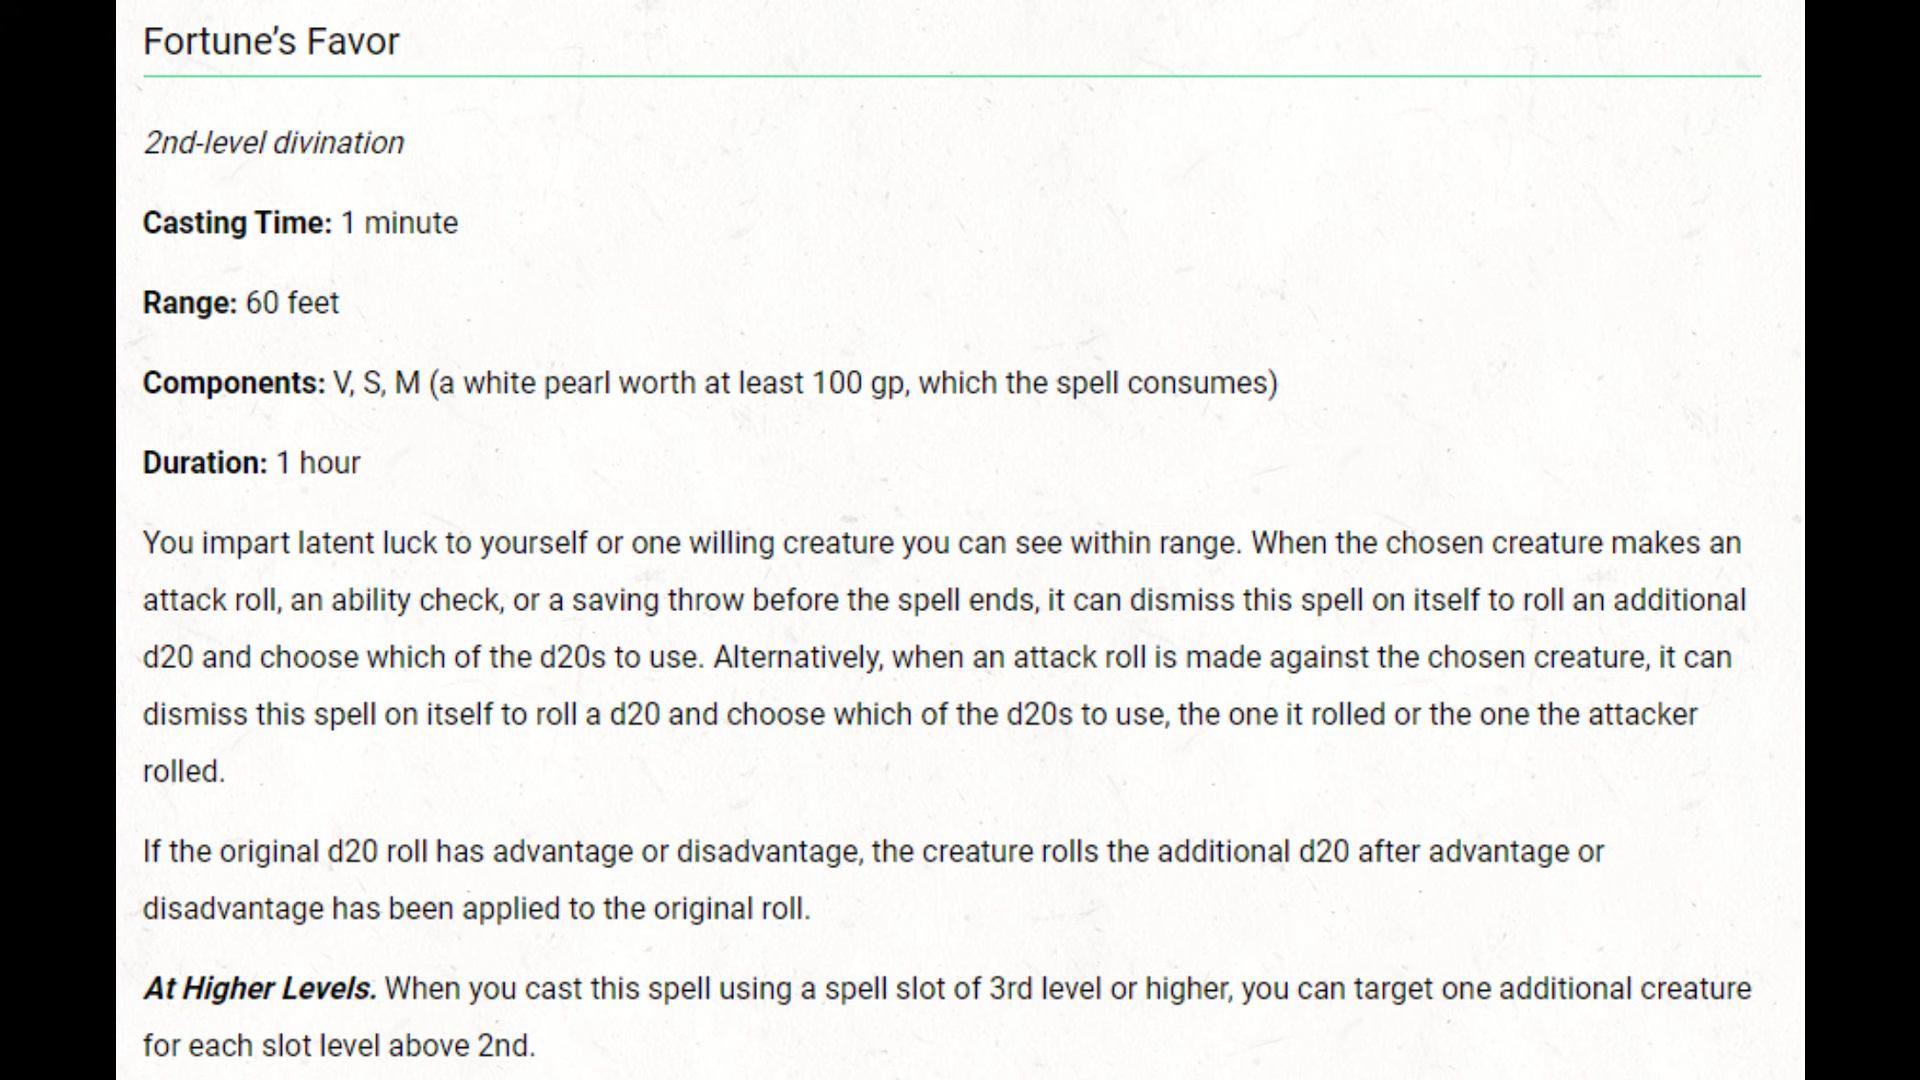 Fortune’s Favor
2nd-level divination
Casting Time: 1 minute
Range: 60 feet
Components: V, S, M (a white pearl worth at least 100 gp, which the spell consumes)
Duration: 1 hour
You impart latent luck to yourself or one willing creature you can see within range. When the chosen creature makes an
attack roll, an ability check, or a saving throw before the spell ends, it can dismiss this spell on itself to roll an additional
d20 and choose which of the d20s to use. Alternatively, when an attack roll is made against the chosen creature, it can
dismiss this spell on itself to roll a d20 and choose which of the d20s to use, the one it rolled or the one the attacker
rolled.
If the original d20 roll has advantage or disadvantage, the creature rolls the additional d20 after advantage or
disadvantage has been applied to the original roll.
At Higher Levels. When you cast this spell using a spell slot of 3rd level or higher, you can target one additional creature
for each slot level above 2nd.